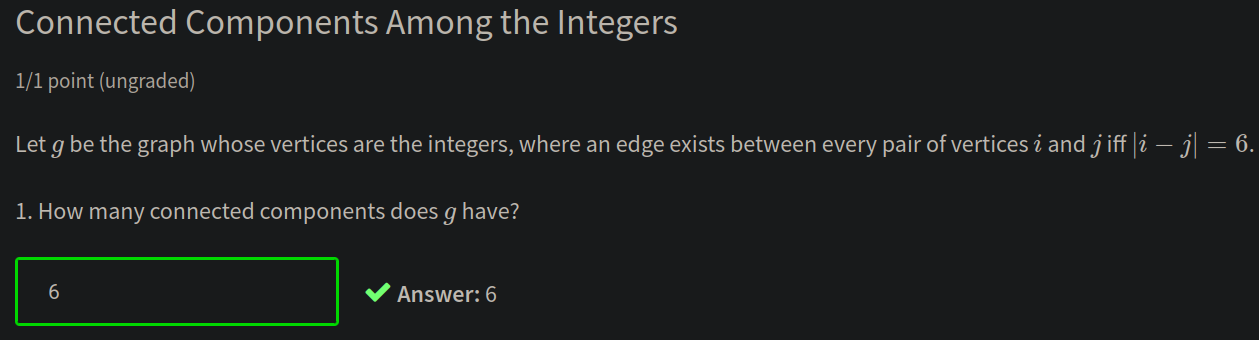 Connected Components Among the Integers
1/1 point (ungraded)
Let g be the graph whose vertices are the integers, where an edge exists between every pair of vertices i and j iff |i − j| = 6.
1. How many connected components does g have?
6
Answer: 6